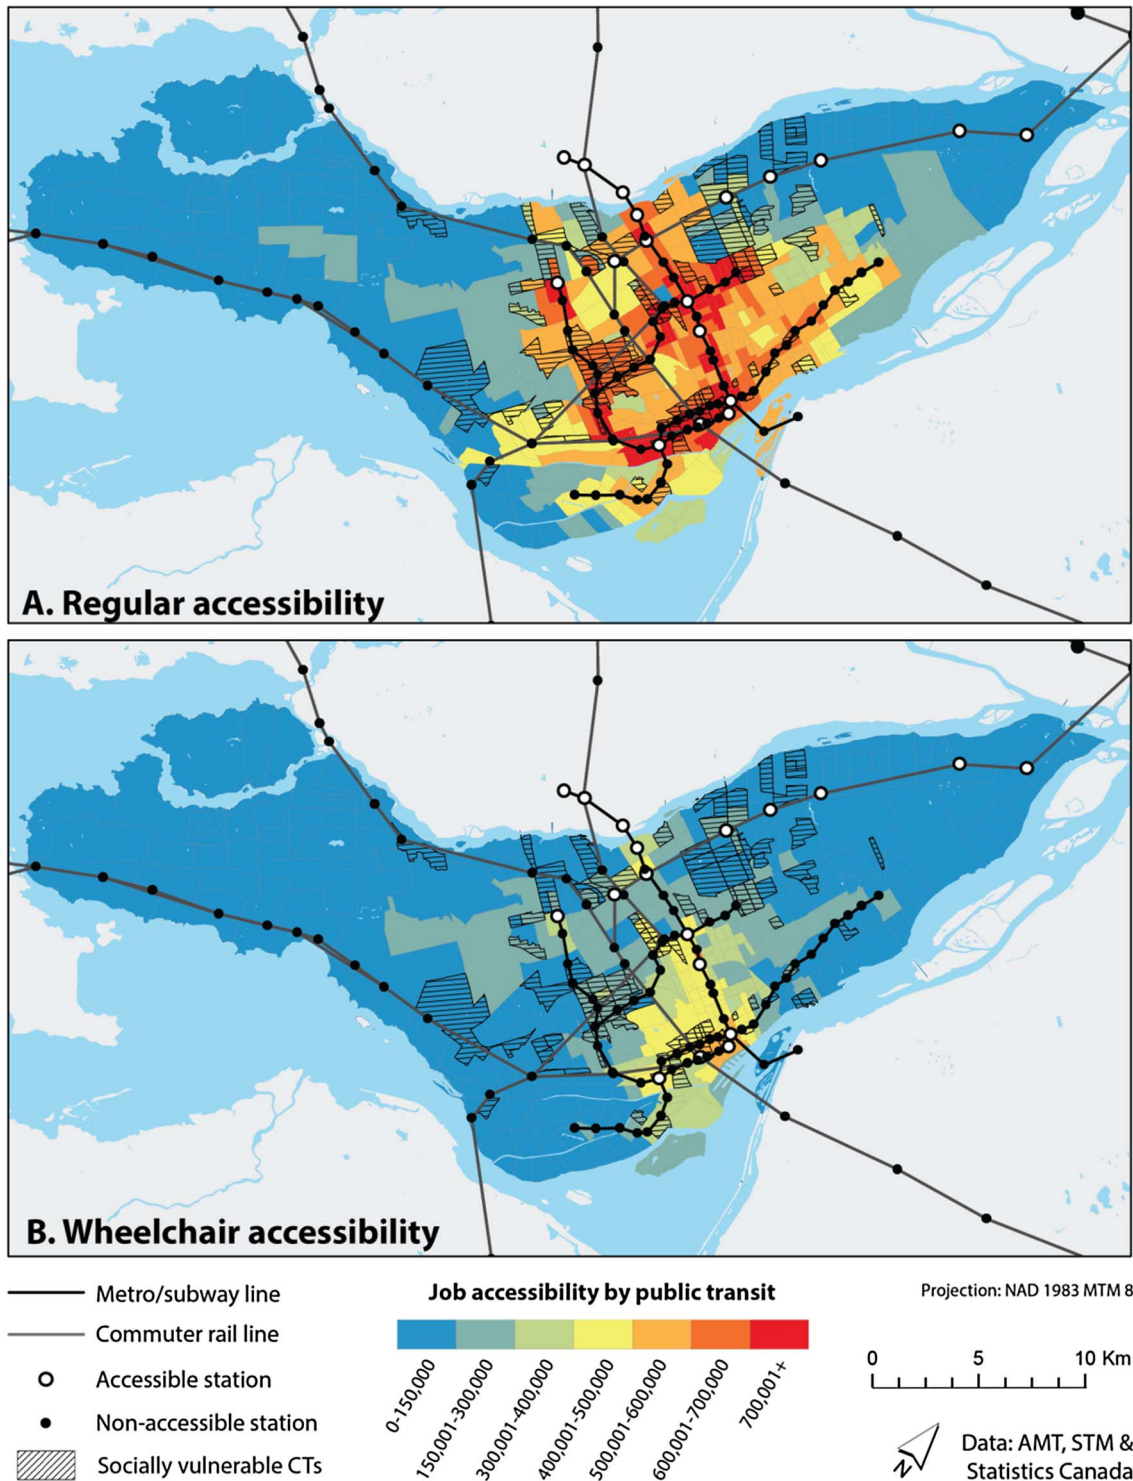 A. Regular accessibility
B. Wheelchair accessibility
Metro/subway line
Commuter rail line
Accessible station
Non-accessible station
Socially vulnerable CTs
Job accessibility by public transit
0-150,000
150,001-300,000
300,001-400,000
400,001-500,000
500,001-600,000
600,001-700,000
700,001+
Projection: NAD 1983 MTM 8
0 5 10 Km
N
Data: AMT, STM &
Statistics Canada